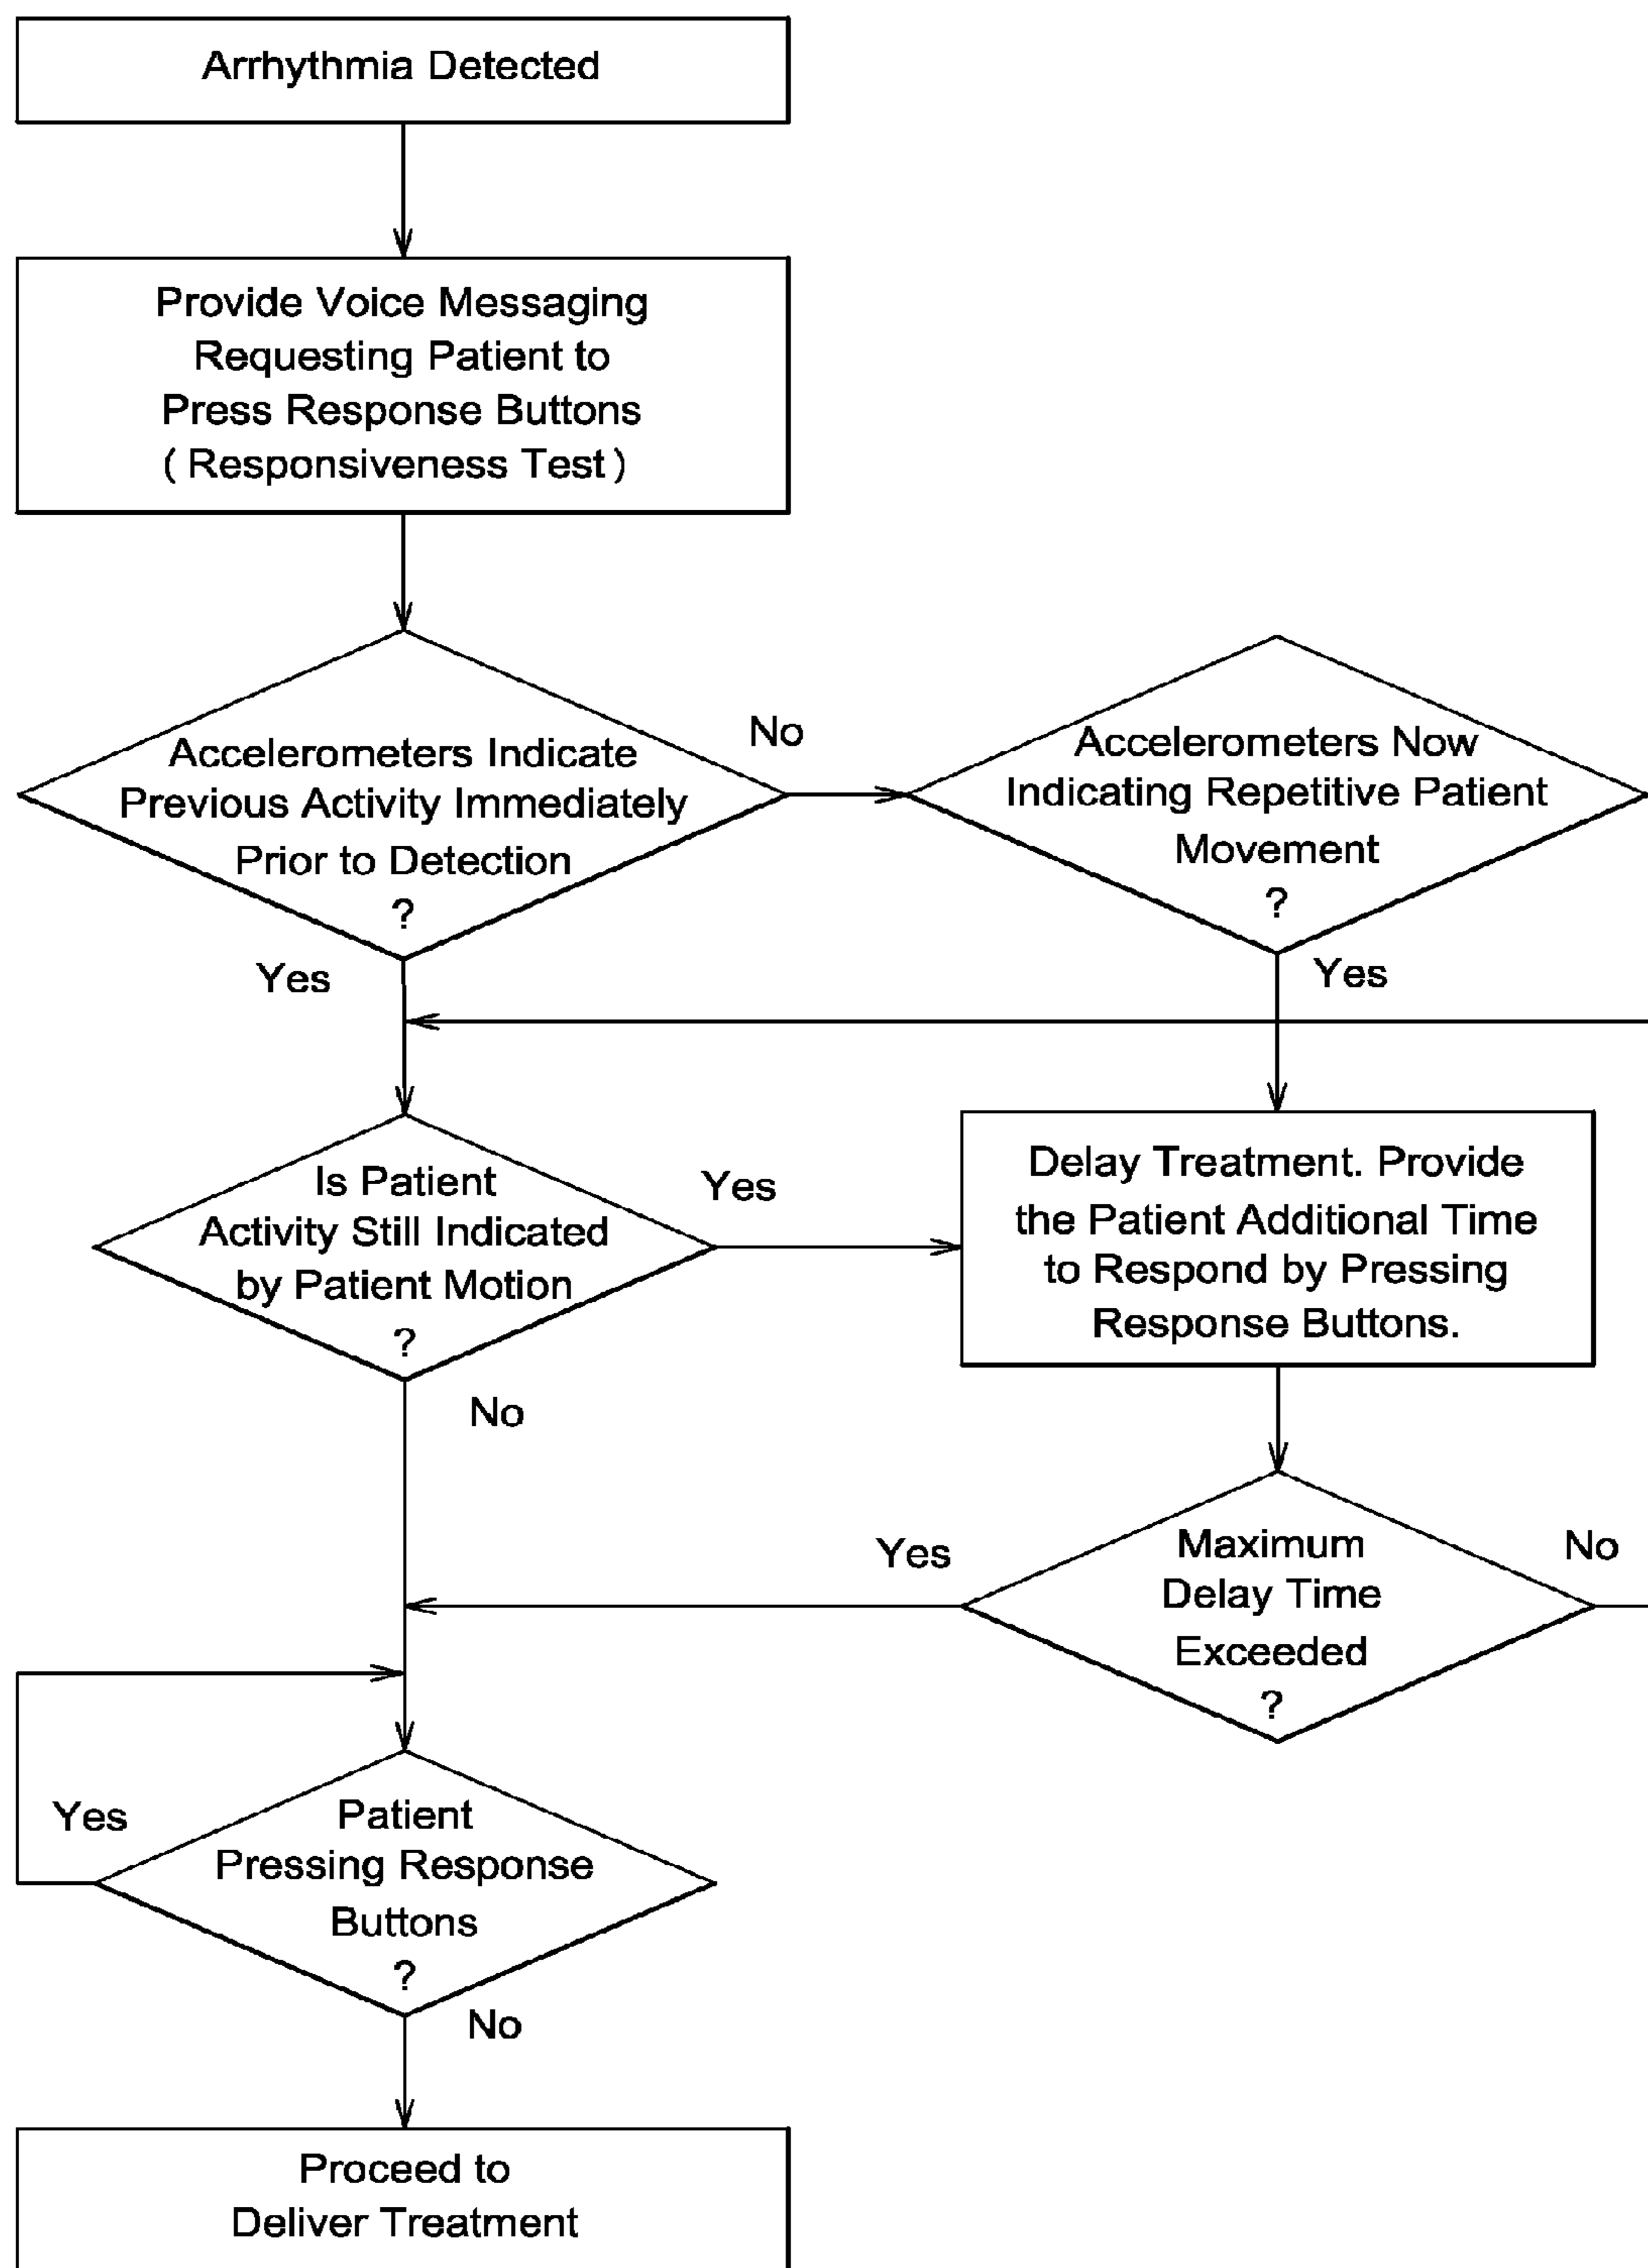 Arrhythmia Detected
Provide Voice Messaging
Requesting Patient to
Press Response Buttons
( Responsiveness Test )
Accelerometers Indicate
Previous Activity Immediately
Prior to Detection
?
No
Accelerometers Now
Indicating Repetitive Patient
Movement
?
Yes
Yes
Is Patient
Activity Still Indicated
by Patient Motion
?
Yes
No
Delay Treatment. Provide
the Patient Additional Time
to Respond by Pressing
Response Buttons.
Maximum
Delay Time
Exceeded
?
Yes
No
Patient
Pressing Response
Buttons
?
Yes
No
Proceed to
Deliver Treatment